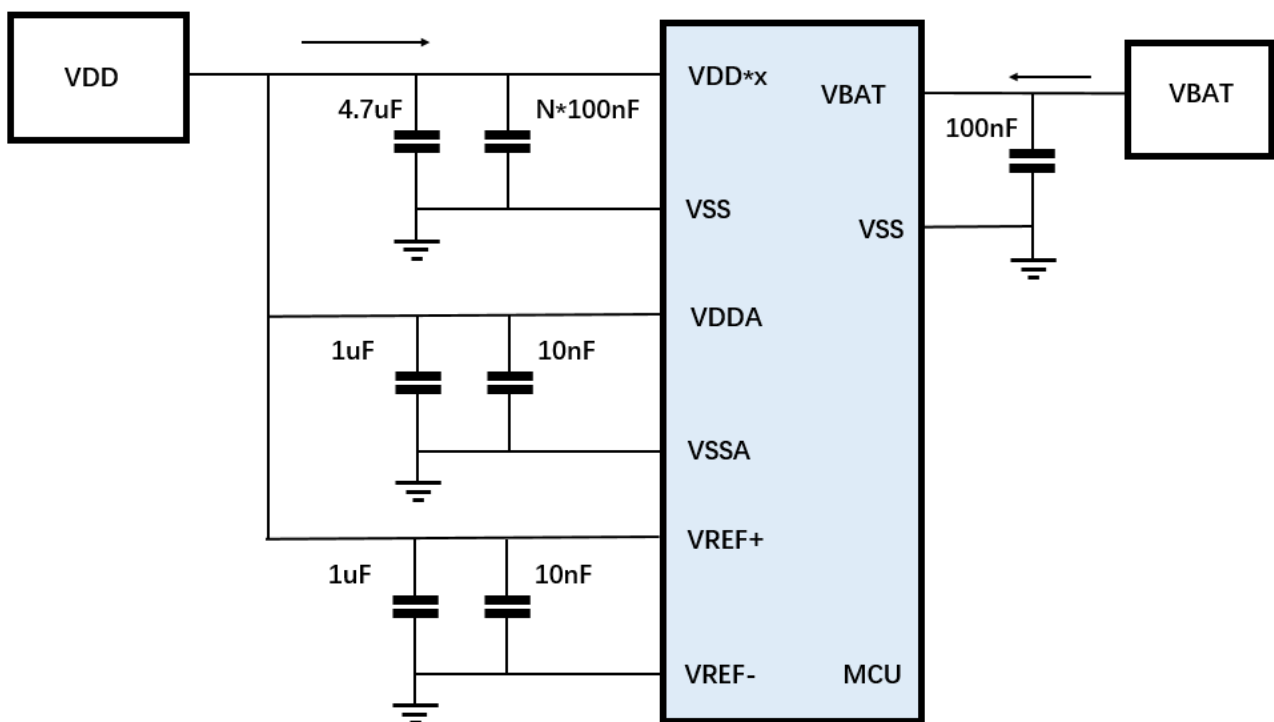 VDD
4.7uF
N*100nF
VDD*x
VBAT
VBAT
100nF
VSS
VSS
VDDA
1uF
10nF
VSSA
VREF+
1uF
10nF
VREF-
MCU